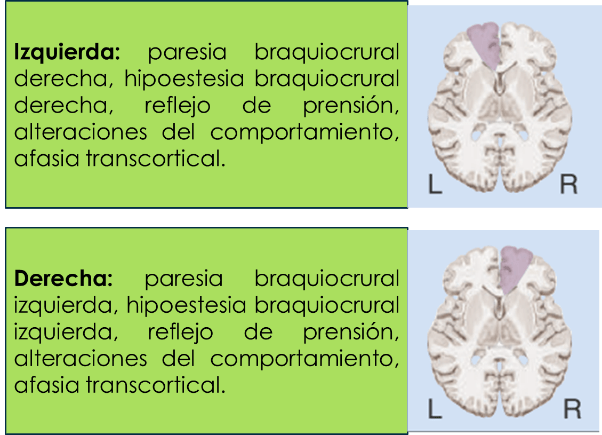 Izquierda: paresia braquiocrural
derecha, hipoestesia braquiocrural
derecha, reflejo de prensión,
alteraciones del comportamiento,
afasia transcortical.
L R
Derecha: paresia braquiocrural
izquierda, hipoestesia braquiocrural
izquierda, reflejo de prensión,
alteraciones del comportamiento,
afasia transcortical.
L R